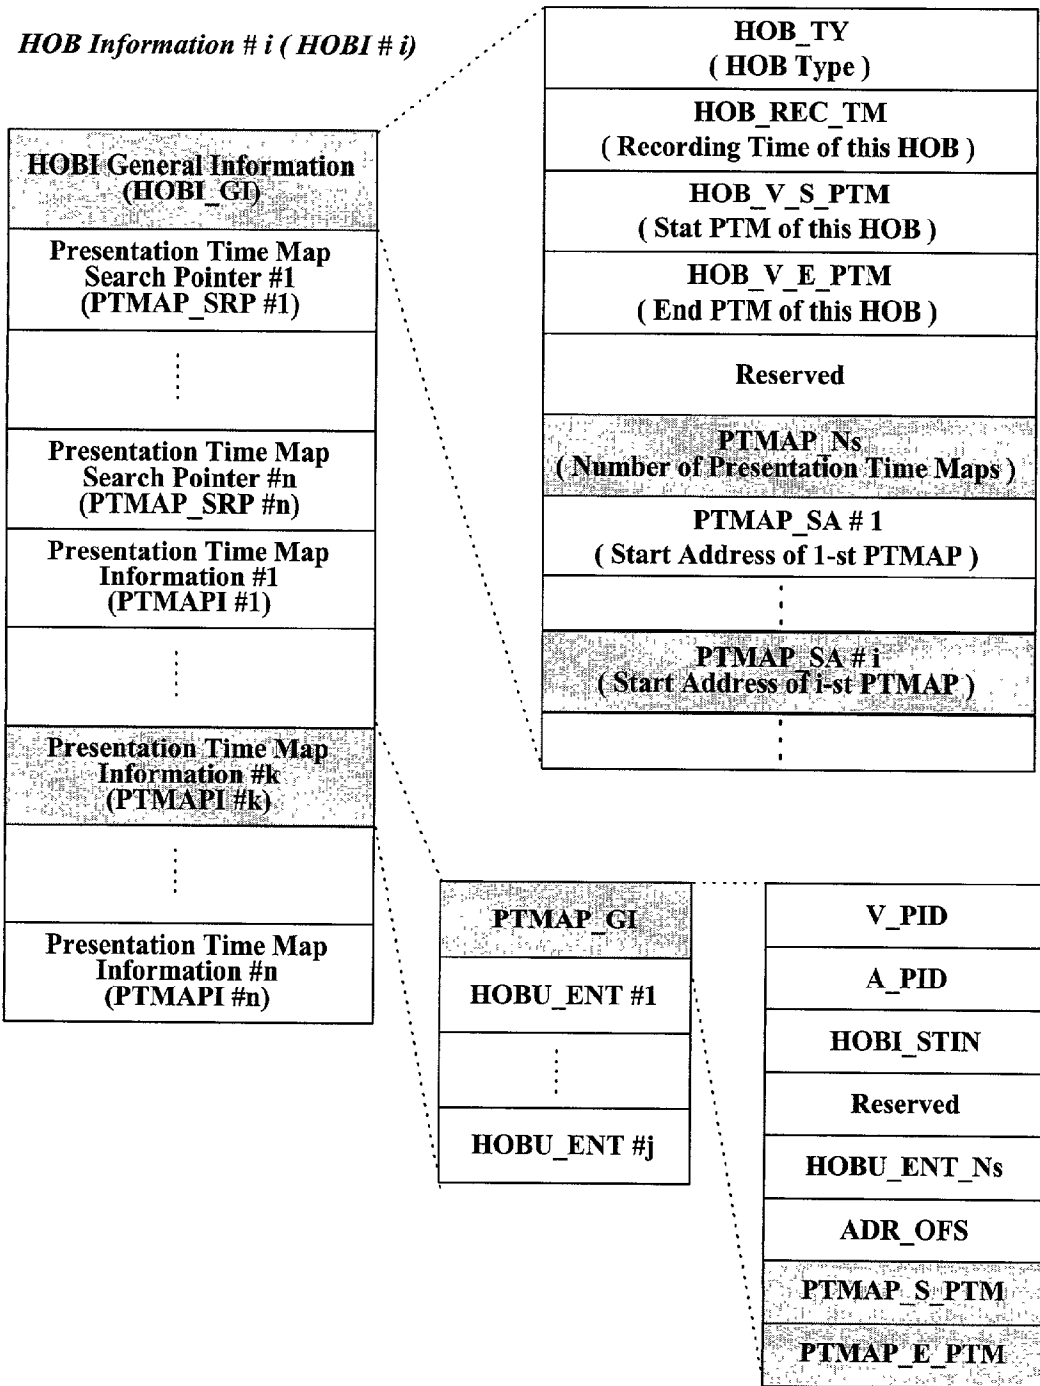 HOB Information # i ( HOBI # i)
HOBI General Information
(HOBI_GI)
Presentation Time Map
Search Pointer #1
(PTMAP_SRP #1)
Presentation Time Map
Search Pointer #n
(PTMAP_SRP #n)
Presentation Time Map
Information #1
(PTMAPI #1)
Presentation Time Map
Information #k
(PTMAPI #k)
Presentation Time Map
Information #n
(PTMAPI #n)
HOB_TY
( HOB Type )
HOB_REC_TM
( Recording Time of this HOB )
HOB_V_S_PTM
( Stat PTM of this HOB )
HOB_V_E_PTM
( End PTM of this HOB )
Reserved
PTMAP_Ns
( Number of Presentation Time Maps )
PTMAP_SA # 1
( Start Address of 1-st PTMAP )
PTMAP_SA # i
( Start Address of i-st PTMAP )
PTMAP_GI
HOBU_ENT #1
HOBU_ENT #j
V_PID
A_PID
HOBI_STIN
Reserved
HOBU_ENT_Ns
ADR_OFS
PTMAP_S_PTM
PTMAP_E_PTM